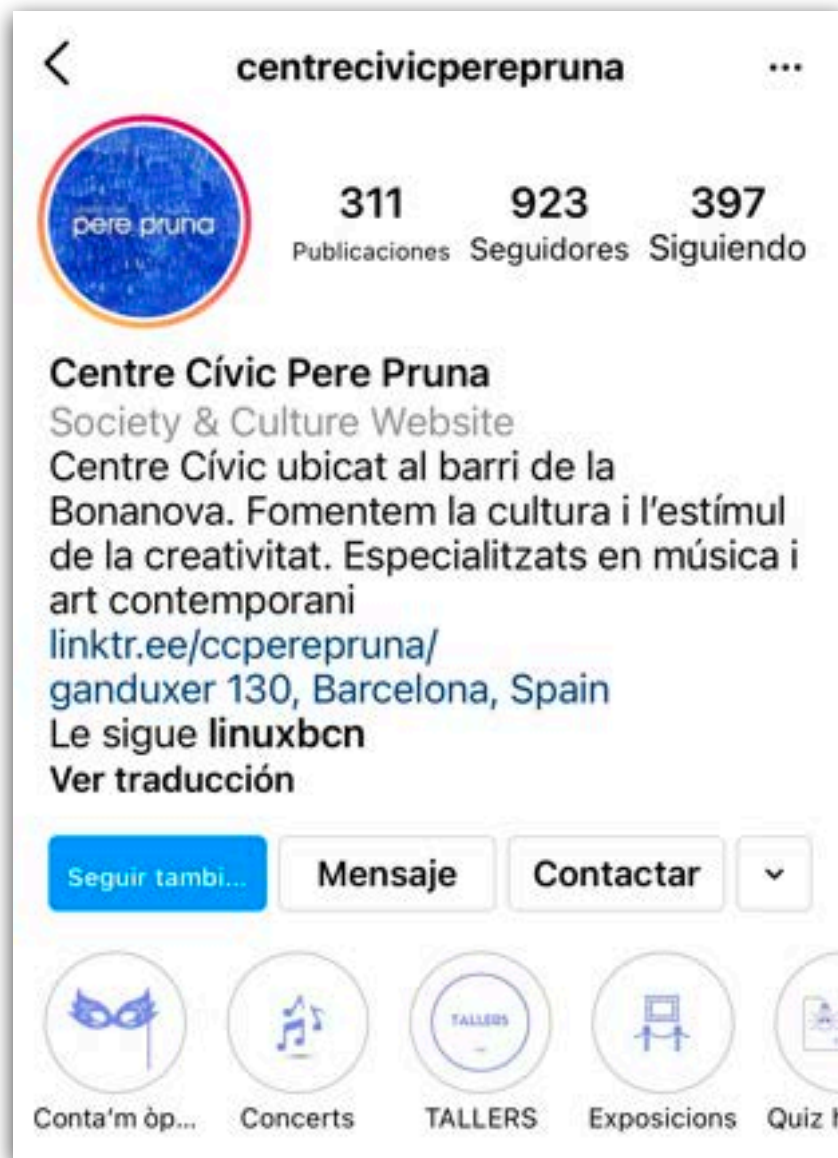 centrecivicperepruna
...
pere pruna
311 923 397
Publicaciones Seguidores Siguiendo
Centre Cívic Pere Pruna
Society & Culture Website
Centre Cívic ubicat al barri de la
Bonanova. Fomentem la cultura i l'estímul
de la creativitat. Especialitzats en música i
art contemporani
linktr.ee/ccperepruna/
ganduxer 130, Barcelona, Spain
Le sigue linuxbcn
Ver traducción
Seguir tambi... Mensaje Contactar
TALLERS
Conta'm òp... Concerts TALLERS Exposicions Quiz